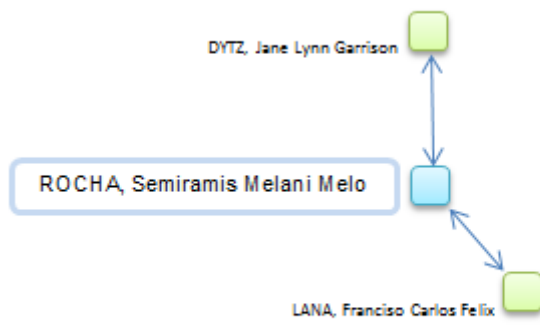 DYTZ, Jane Lynn Garrison
ROCHA, Semiramis Melani Melo
LANA, Franciso Carlos Felix